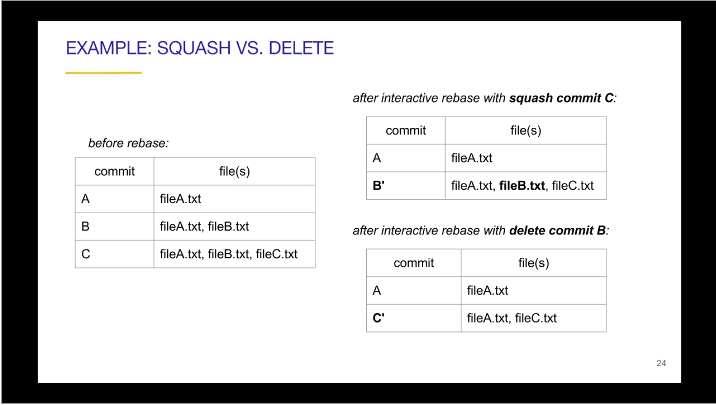 EXAMPLE: SQUASH VS. DELETE
before rebase:
commit file(s)
A fileA.txt
B fileA.txt, fileB.txt
C fileA.txt, fileB.txt, fileC.txt
after interactive rebase with squash commit C:
commit file(s)
A fileA.txt
B' fileA.txt, fileB.txt, fileC.txt
after interactive rebase with delete commit B:
commit file(s)
A fileA.txt
C' fileA.txt, fileC.txt
24